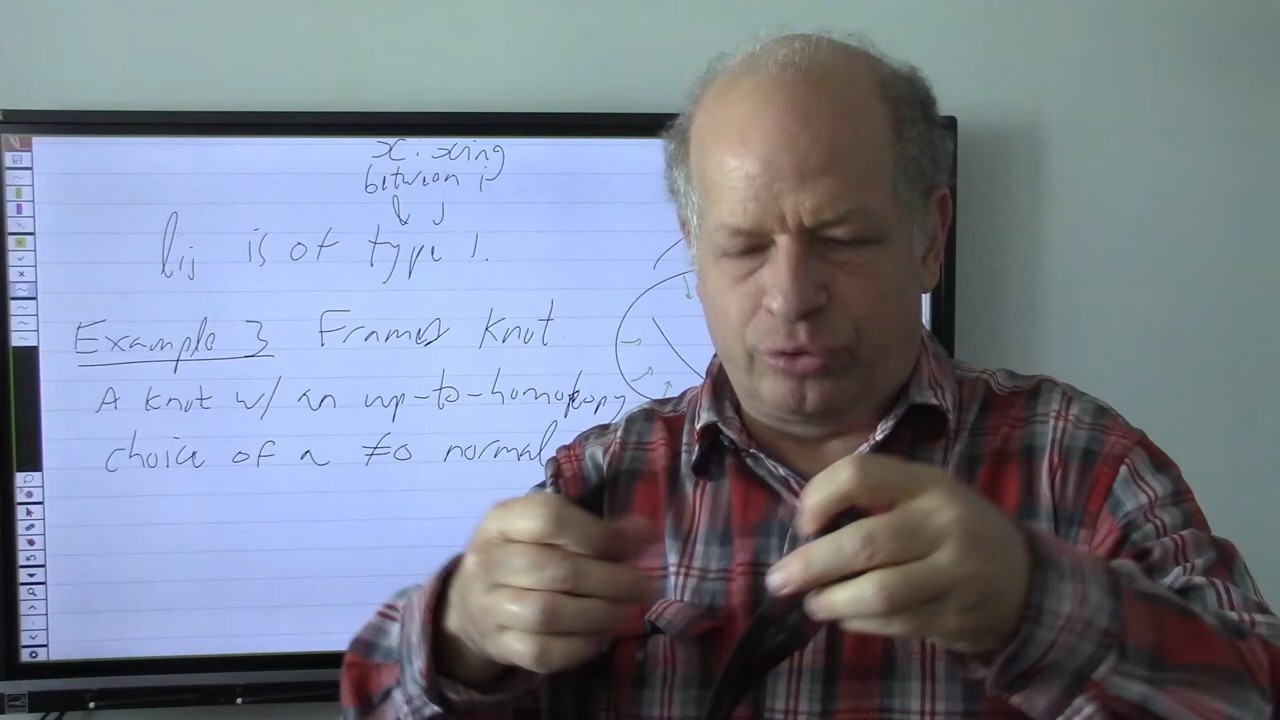 x: xing
between i
& j
lij is of type 1.
Example 3 Framed Knot
A knot w/ an up-to-homotopy
choice of a ≠0 normal